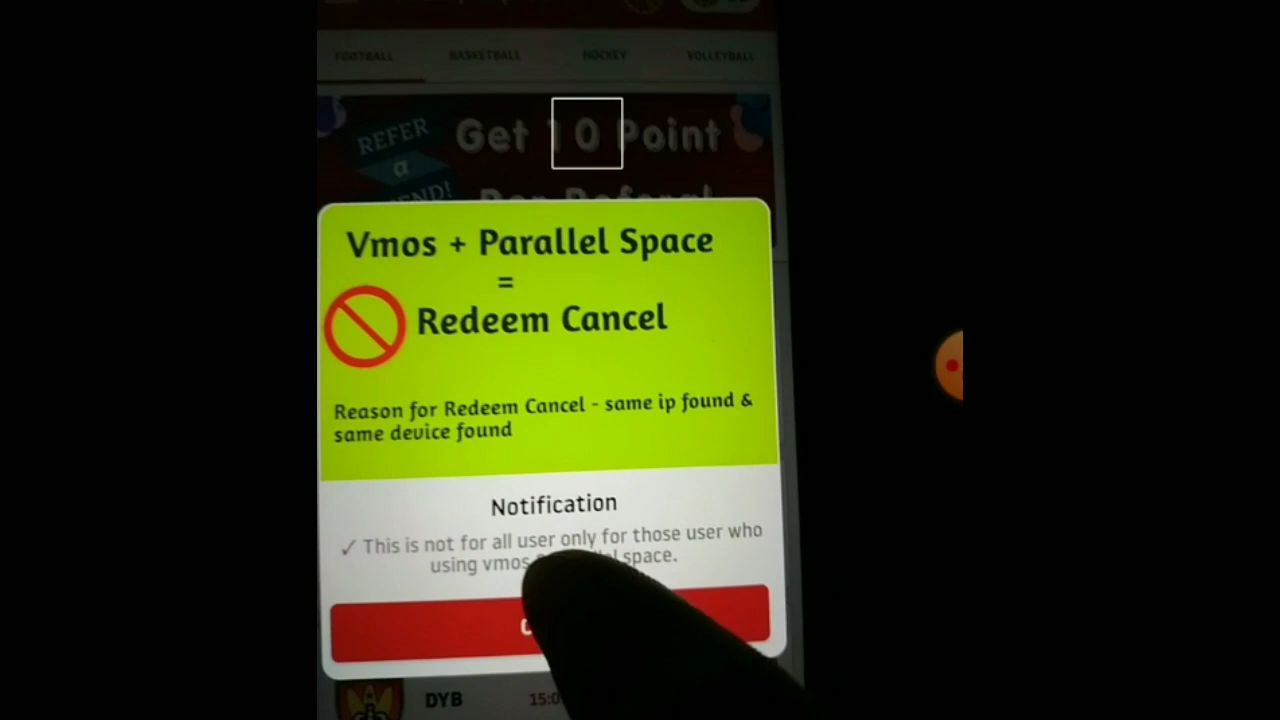 FOOTBALL BASKETBALL HOCKEY VOLLEYBALL
REFER
a
Get 10 Point
Vmos + Parallel Space
=
Redeem Cancel
Reason for Redeem Cancel - same ip found &
same device found
Notification
✓ This is not for all user only for those user who
using vmos space.
DYB